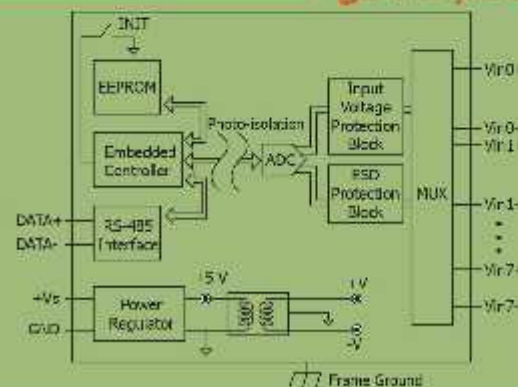 INIT
EEPROM
Photo-isolation
Embedded
Controller
ADC
Input
Voltage
Protection
Block
ESD
Protection
Block
MUX
Vin0
Vin0-
Vin1
Vin1-
Vin7-
Vin7-
DATA+
DATA-
RS-485
Interface
+Vs
GND
Power
Regulator
+5 V
+V
-V
Frame Ground